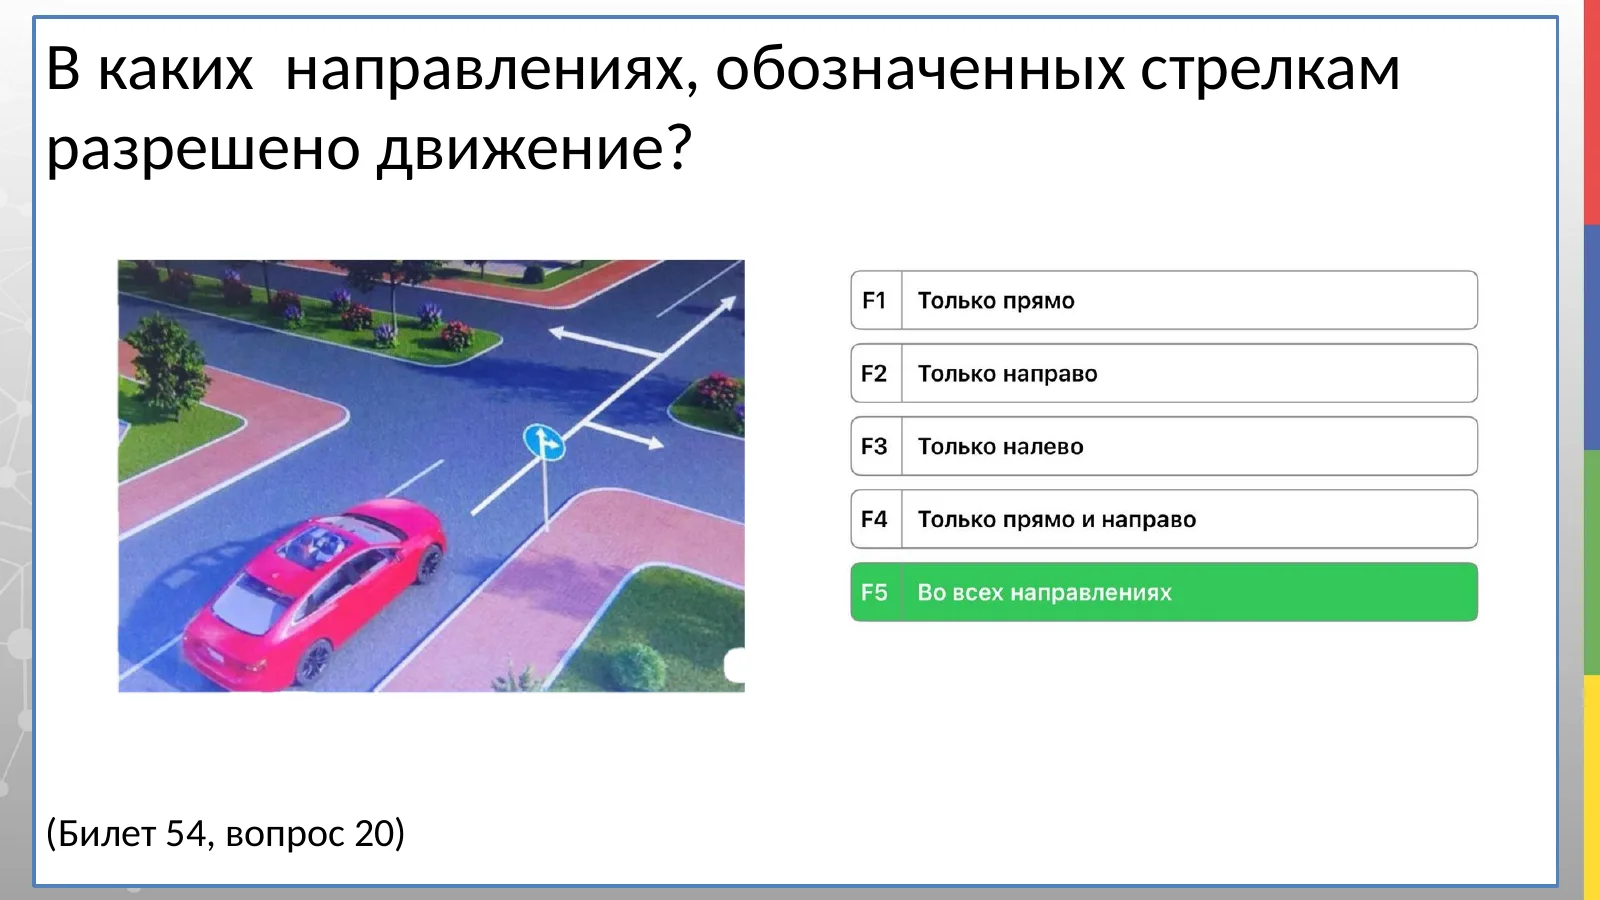 В каких  направлениях, обозначенных стрелкам
разрешено движение?
F1 Только прямо
F2 Только направо
F3 Только налево
F4 Только прямо и направо
F5 Во всех направлениях
(Билет 54, вопрос 20)